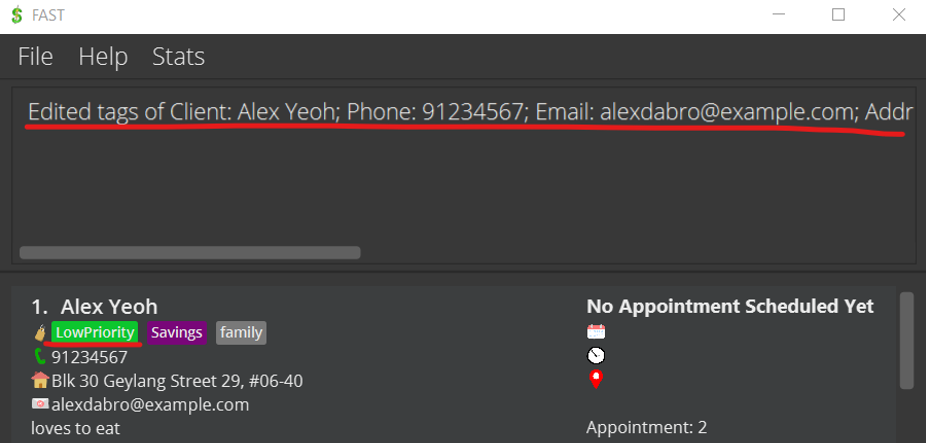 FAST
File Help Stats
Edited tags of Client: Alex Yeoh; Phone: 91234567; Email: alexdabro@example.com; Addr
1. Alex Yeoh
LowPriority Savings family
91234567
Blk 30 Geylang Street 29, #06-40
alexdabro@example.com
loves to eat
No Appointment Scheduled Yet
Appointment: 2